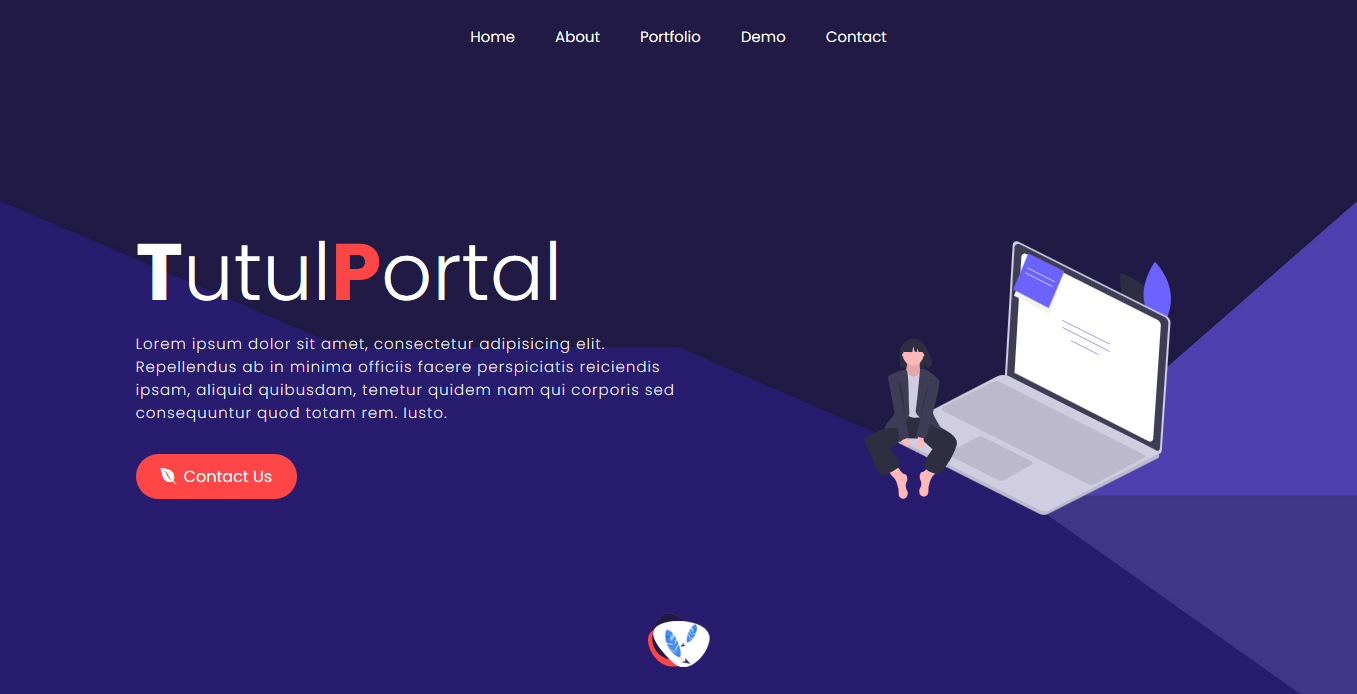 Home About Portfolio Demo Contact
TutulPortal
Lorem ipsum dolor sit amet, consectetur adipisicing elit.
Repellendus ab in minima officiis facere perspiciatis reiciendis
ipsam, aliquid quibusdam, tenetur quidem nam qui corporis sed
consequuntur quod totam rem. Iusto.
Contact Us